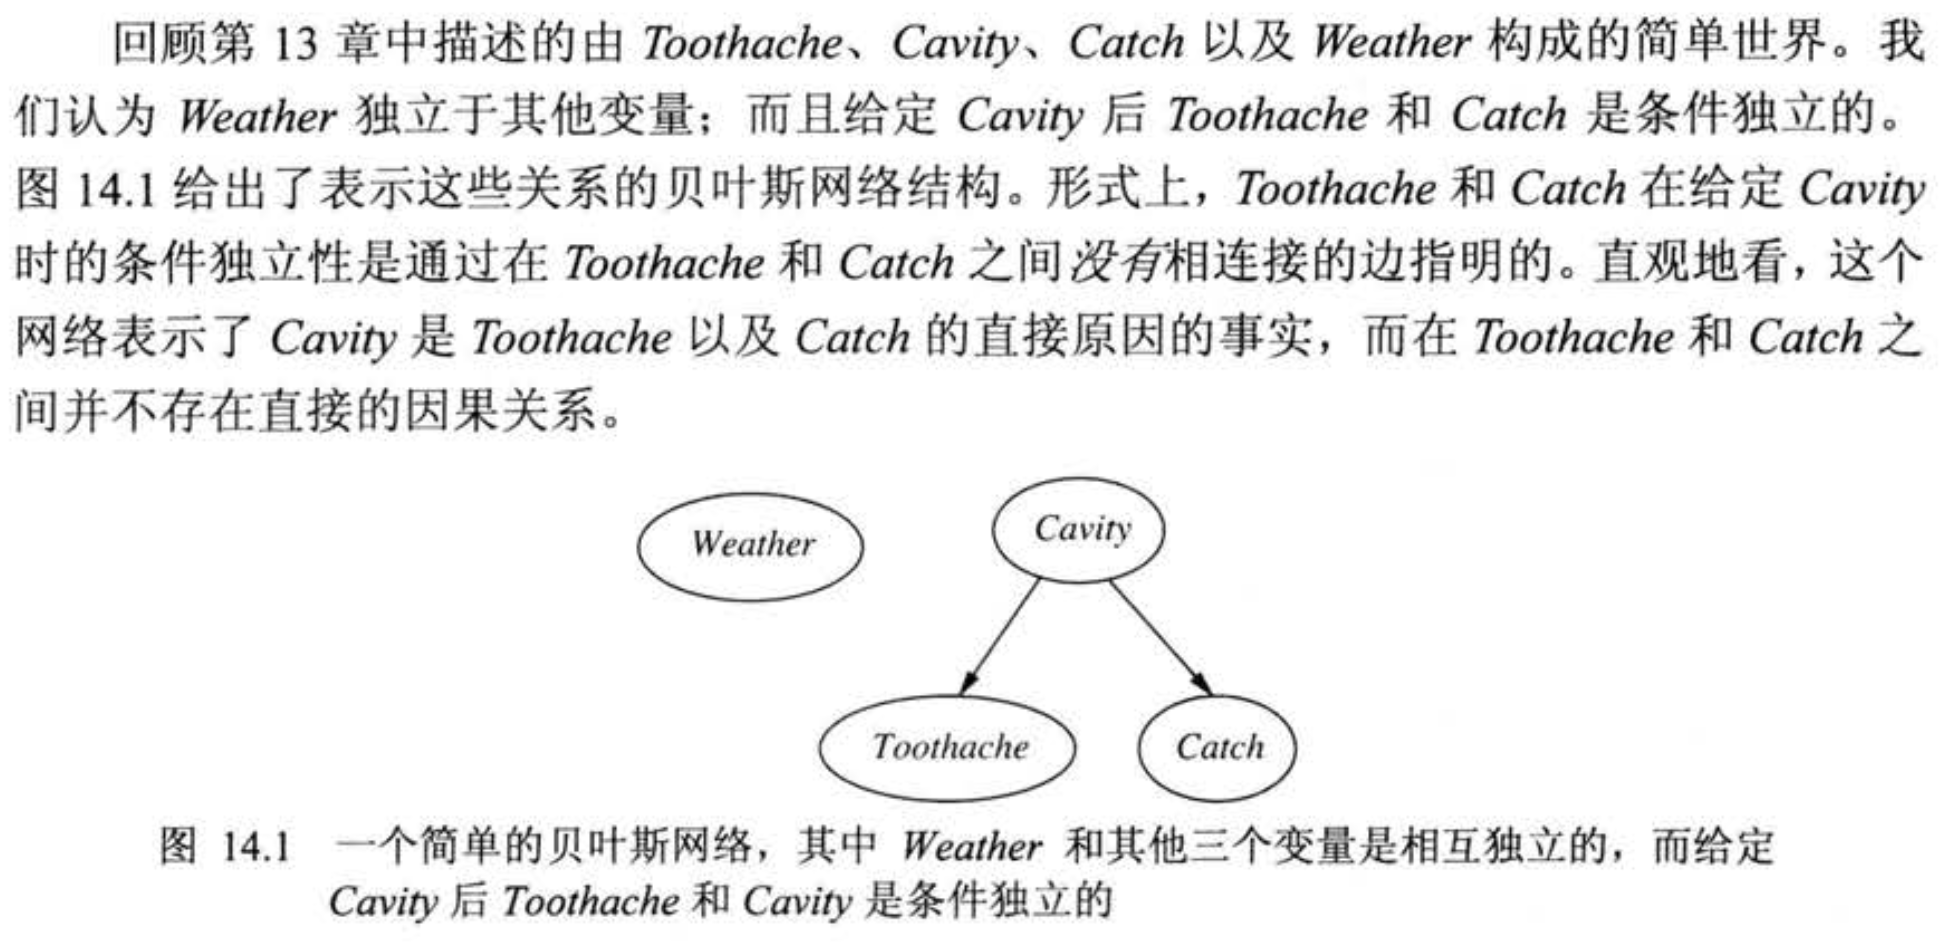 回顾第 13 章中描述的由 Toothache、Cavity、Catch 以及 Weather 构成的简单世界。我
们认为 Weather 独立于其他变量；而且给定 Cavity 后 Toothache 和 Catch 是条件独立的。
图 14.1 给出了表示这些关系的贝叶斯网络结构。形式上，Toothache 和 Catch 在给定 Cavity
时的条件独立性是通过在 Toothache 和 Catch 之间没有相连接的边指明的。直观地看，这个
网络表示了 Cavity 是 Toothache 以及 Catch 的直接原因的事实，而在 Toothache 和 Catch 之
间并不存在直接的因果关系。
Weather
Cavity
Toothache
Catch
图 14.1 一个简单的贝叶斯网络，其中 Weather 和其他三个变量是相互独立的，而给定
Cavity 后 Toothache 和 Cavity 是条件独立的